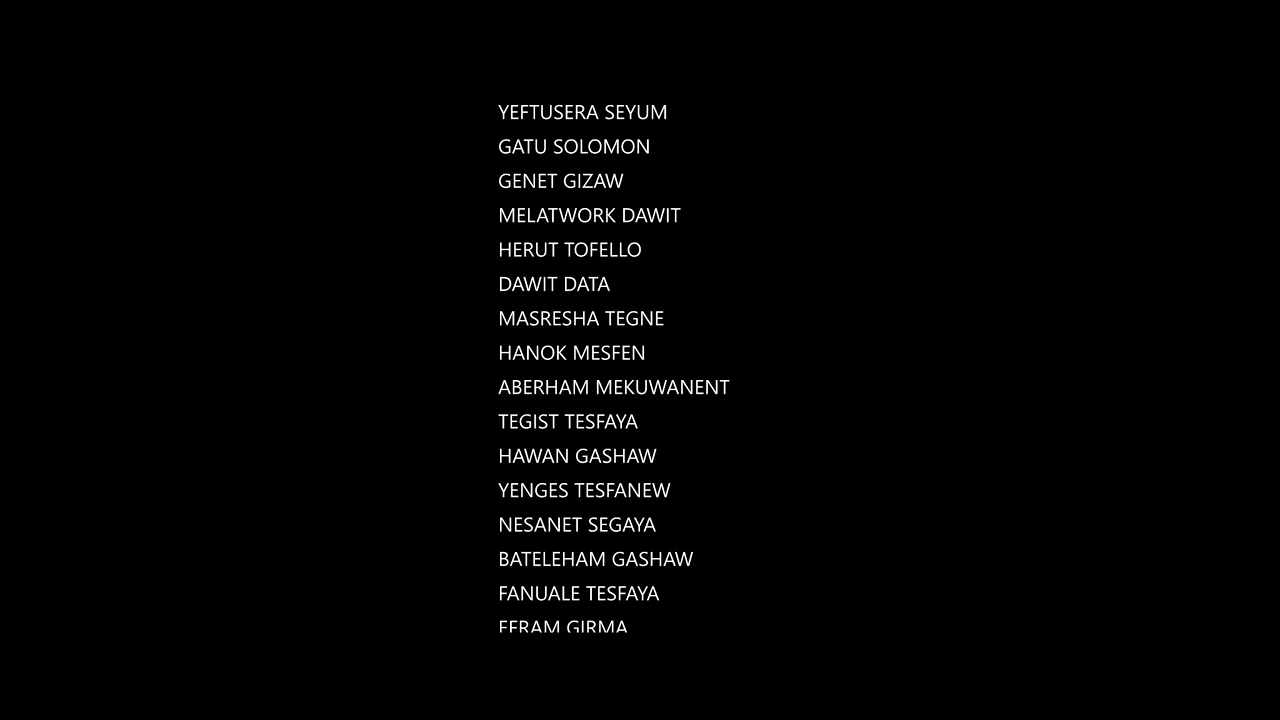 YEFTUSERA SEYUM
GATU SOLOMON
GENET GIZAW
MELATWORK DAWIT
HERUT TOFELLO
DAWIT DATA
MASRESHA TEGNE
HANOK MESFEN
ABERHAM MEKUWANENT
TEGIST TESFAYA
HAWAN GASHAW
YENGES TESFANEW
NESANET SEGAYA
BATELEHAM GASHAW
FANUALE TESFAYA
GIRMA